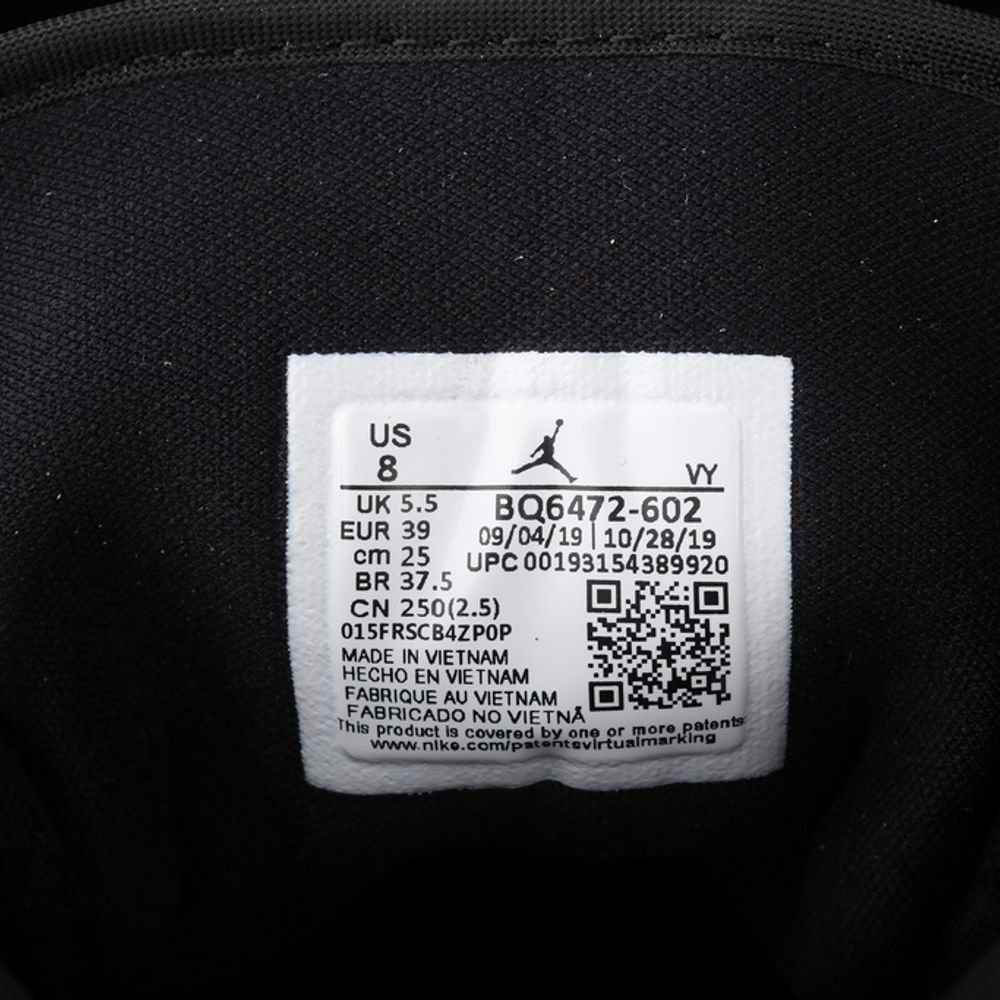 US
8
VY
UK 5.5
EUR 39
cm 25
BR 37.5
CN 250(2.5)
BQ6472-602
09/04/19 | 10/28/19
UPC 00193154389920
015FRSCB4ZP0P
MADE IN VIETNAM
HECHO EN VIETNAM
FABRIQUE AU VIETNAM
FABRICADO NO VIETNÃ
This product is covered by one or more patents:
www.nike.com/patentsvirtualmarking